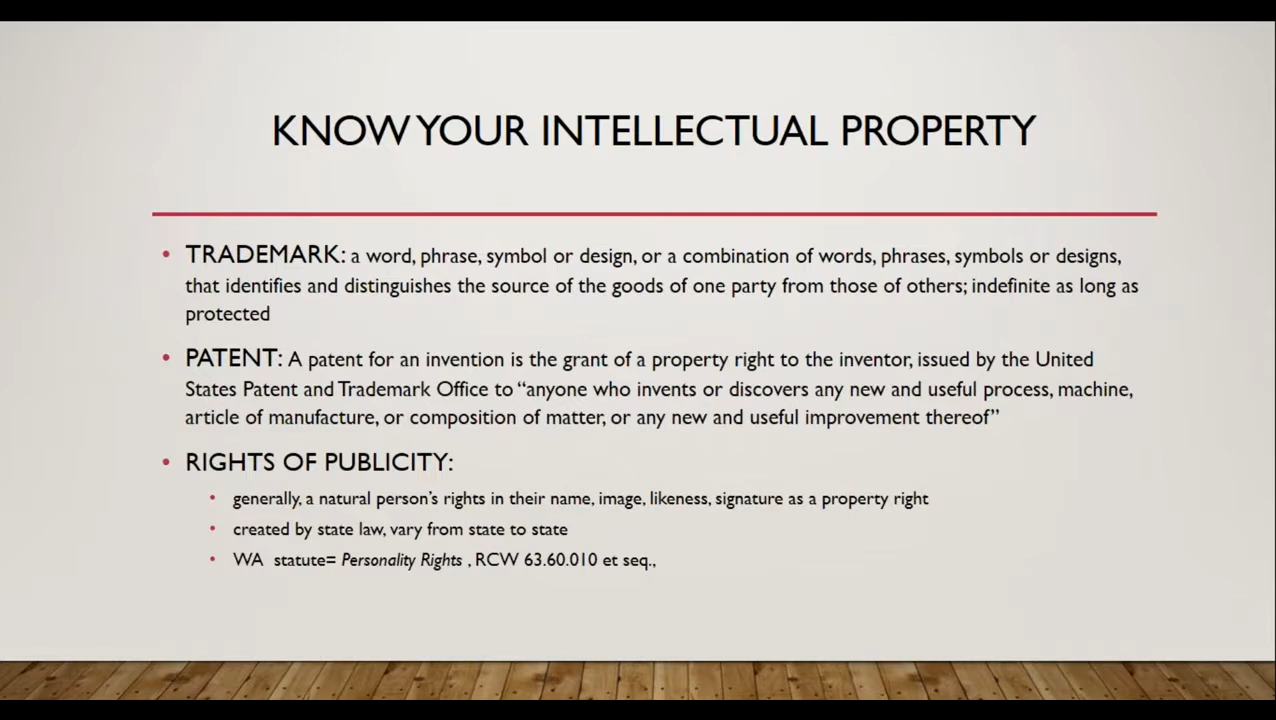 KNOW YOUR INTELLECTUAL PROPERTY
• TRADEMARK: a word, phrase, symbol or design, or a combination of words, phrases, symbols or designs,
that identifies and distinguishes the source of the goods of one party from those of others; indefinite as long as
protected
• PATENT: A patent for an invention is the grant of a property right to the inventor, issued by the United
States Patent and Trademark Office to “anyone who invents or discovers any new and useful process, machine,
article of manufacture, or composition of matter, or any new and useful improvement thereof”
• RIGHTS OF PUBLICITY:
• generally, a natural person’s rights in their name, image, likeness, signature as a property right
• created by state law, vary from state to state
• WA statute= Personality Rights , RCW 63.60.010 et seq.,